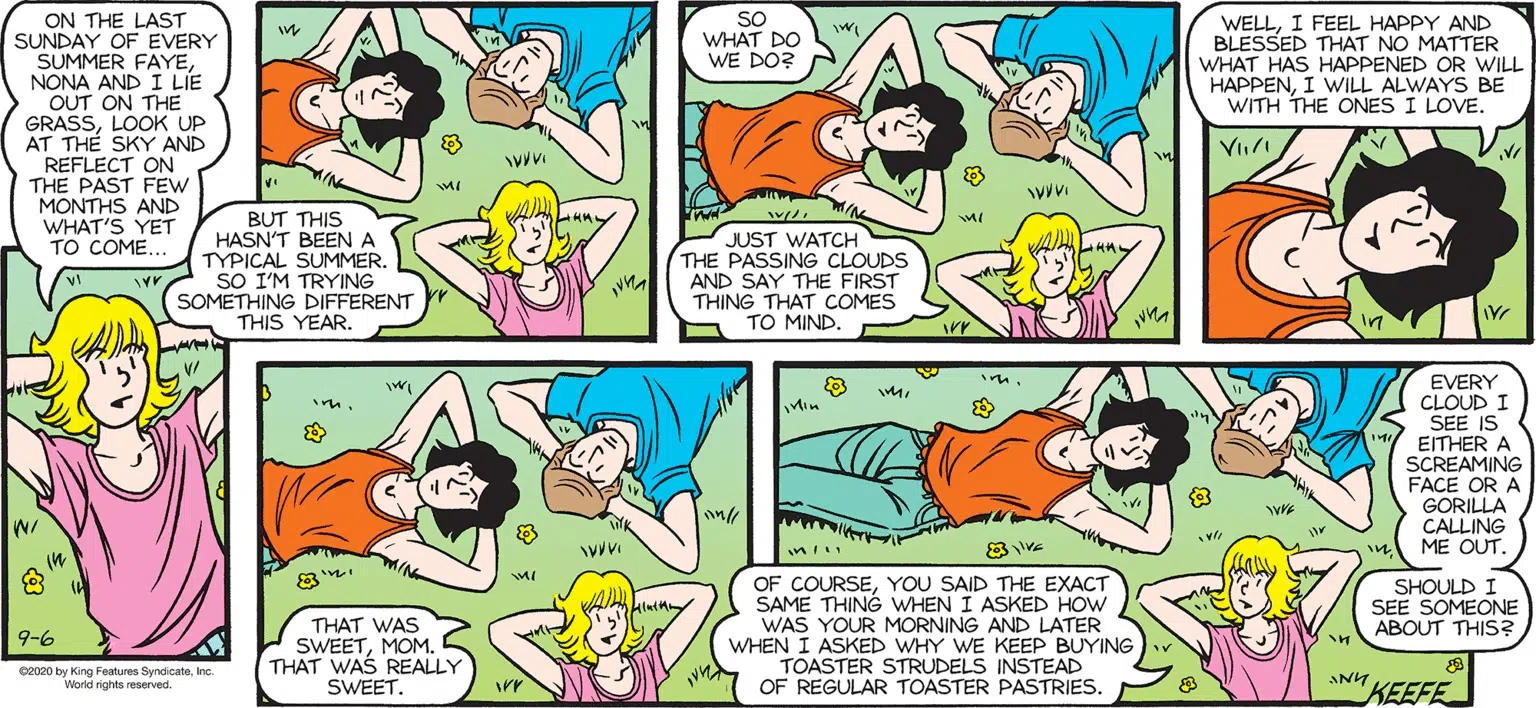 ON THE LAST
SUNDAY OF EVERY
SUMMER FAYE,
NONA AND I LIE
OUT ON THE
GRASS, LOOK UP
AT THE SKY AND
REFLECT ON
THE PAST FEW
MONTHS AND
WHAT'S YET
TO COME...
BUT THIS
HASN'T BEEN A
TYPICAL SUMMER.
SO I'M TRYING
SOMETHING DIFFERENT
THIS YEAR.
SO
WHAT DO
WE DO?
JUST WATCH
THE PASSING CLOUDS
AND SAY THE FIRST
THING THAT COMES
TO MIND.
WELL, I FEEL HAPPY AND
BLESSED THAT NO MATTER
WHAT HAS HAPPENED OR WILL
HAPPEN, I WILL ALWAYS BE
WITH THE ONES I LOVE.
9-6
©2020 by King Features Syndicate, Inc.
World rights reserved.
THAT WAS
SWEET, MOM.
THAT WAS REALLY
SWEET.
OF COURSE, YOU SAID THE EXACT
SAME THING WHEN I ASKED HOW
WAS YOUR MORNING AND LATER
WHEN I ASKED WHY WE KEEP BUYING
TOASTER STRUDELS INSTEAD
OF REGULAR TOASTER PASTRIES.
EVERY
CLOUD I
SEE IS
EITHER A
SCREAMING
FACE OR A
GORILLA
CALLING
ME OUT.
SHOULD I
SEE SOMEONE
ABOUT THIS?
KEEFE